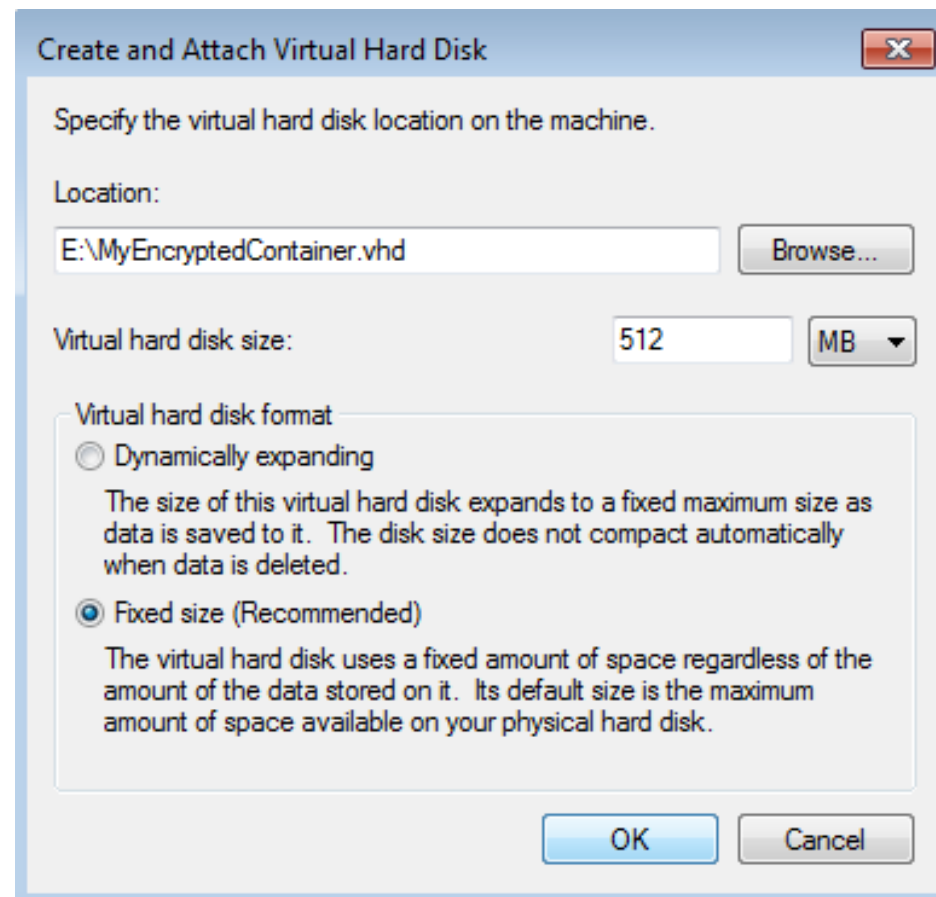 Create and Attach Virtual Hard Disk
Specify the virtual hard disk location on the machine.
Location:
E:\MyEncryptedContainer.vhd
Browse...
Virtual hard disk size:
512
MB
Virtual hard disk format
Dynamically expanding
The size of this virtual hard disk expands to a fixed maximum size as
data is saved to it.  The disk size does not compact automatically
when data is deleted.
Fixed size (Recommended)
The virtual hard disk uses a fixed amount of space regardless of the
amount of the data stored on it.  Its default size is the maximum
amount of space available on your physical hard disk.
OK
Cancel